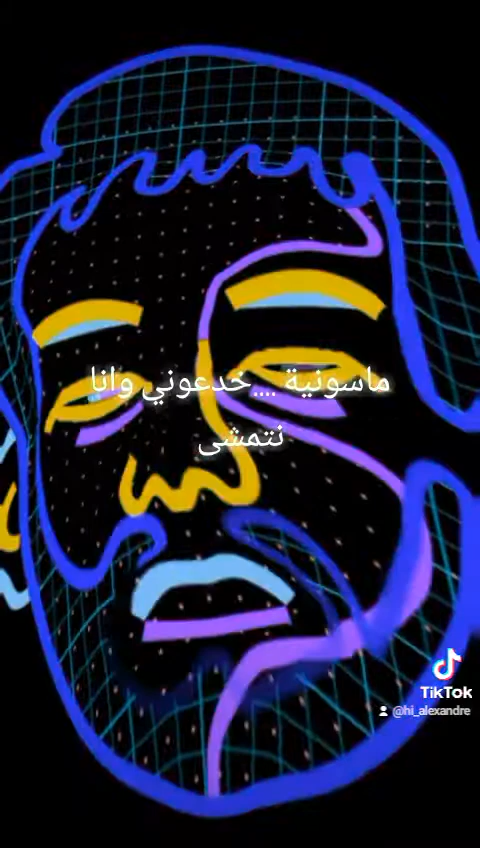 ماسونية .... خدعوني وانا
نتمشى
TikTok
@hi_alexandre